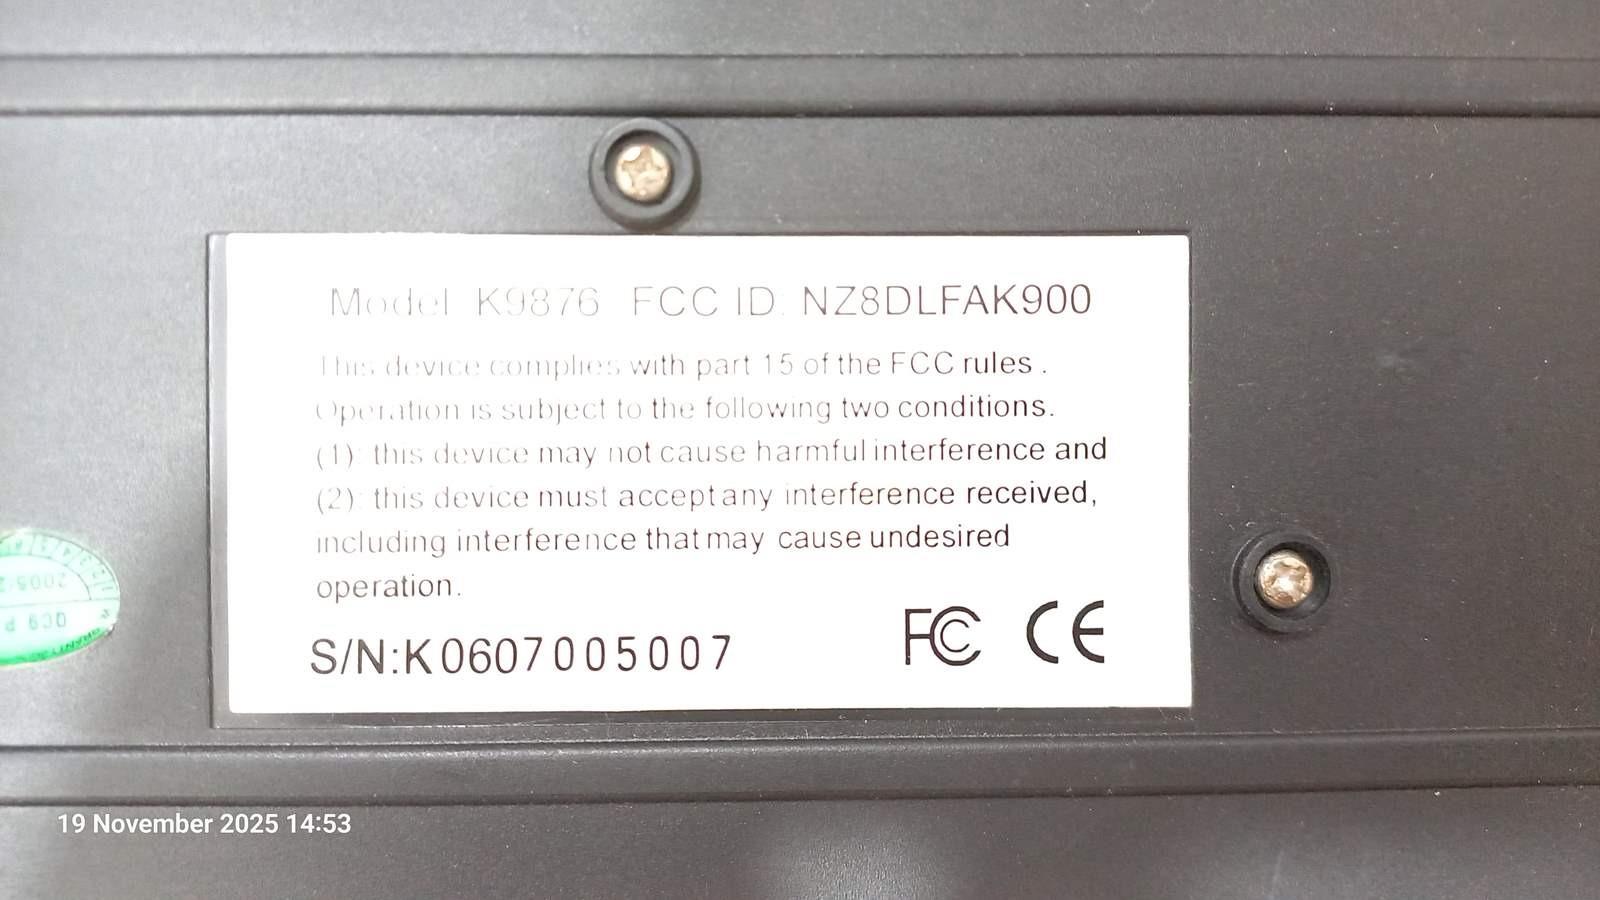 Model K9876 FCC ID. NZ8DLFAK900
This device complies with part 15 of the FCC rules .
Operation is subject to the following two conditions.
(1): this device may not cause harmful interference and
(2): this device must accept any interference received,
including interference that may cause undesired
operation.
S/N:K0607005007
FC CE
2005
QC9 P
19 November 2025 14:53